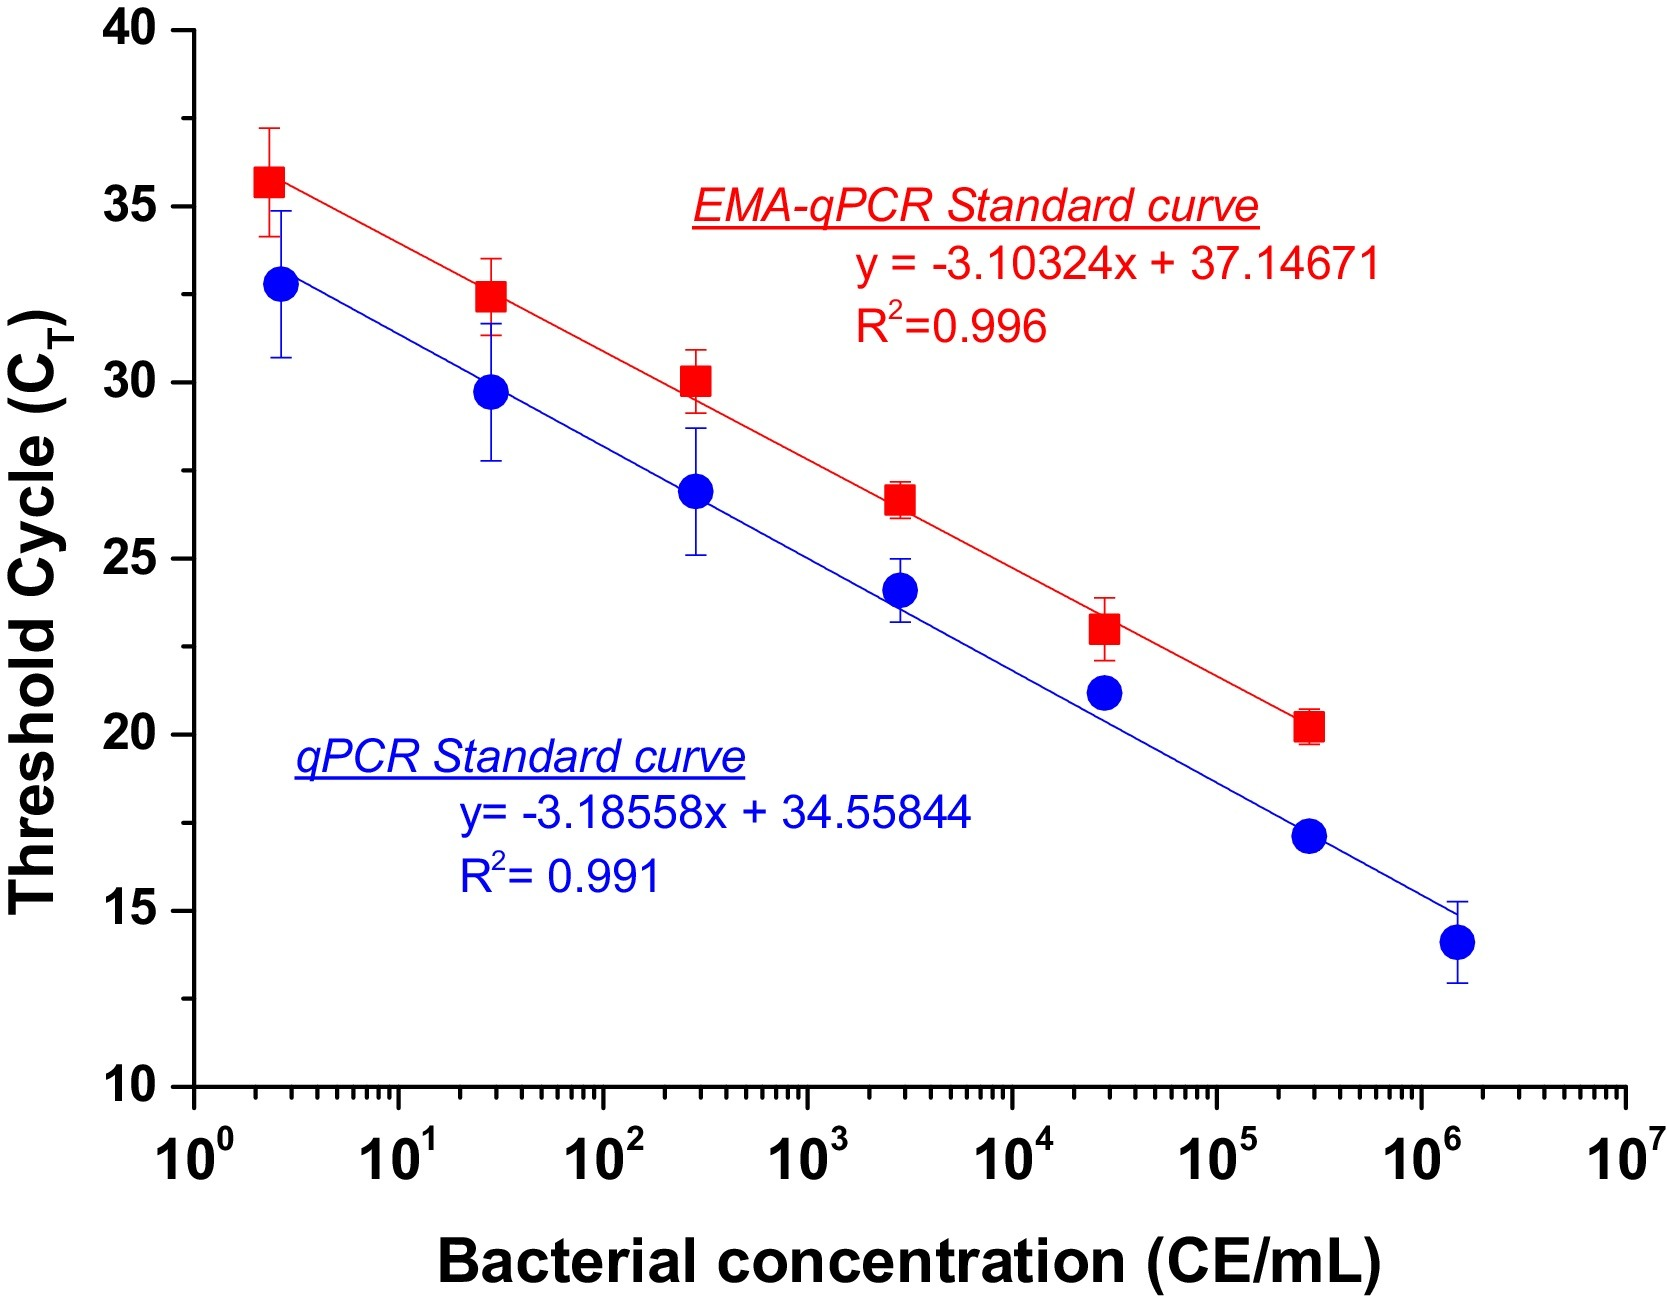 40
35
30
25
20
15
10
Threshold Cycle (C_T)
EMA-qPCR Standard curve
y = -3.10324x + 37.14671
R²=0.996
qPCR Standard curve
y= -3.18558x + 34.55844
R²= 0.991
10⁰ 10¹ 10² 10³ 10⁴ 10⁵ 10⁶ 10⁷
Bacterial concentration (CE/mL)